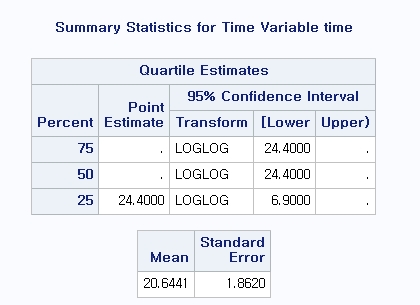 Summary Statistics for Time Variable time
Quartile Estimates
Percent Point Estimate 95% Confidence Interval
Transform [Lower Upper)
75 . LOGLOG 24.4000 .
50 . LOGLOG 24.4000 .
25 24.4000 LOGLOG 6.9000 .
Mean Standard Error
20.6441 1.8620